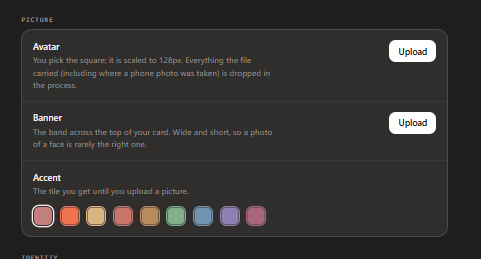 PICTURE
Avatar
Upload
You pick the square; it is scaled to 128px. Everything the file
carried (including where a phone photo was taken) is dropped in
the process.
Banner
Upload
The band across the top of your card. Wide and short, so a photo
of a face is rarely the right one.
Accent
The tile you get until you upload a picture.
IDENTITY